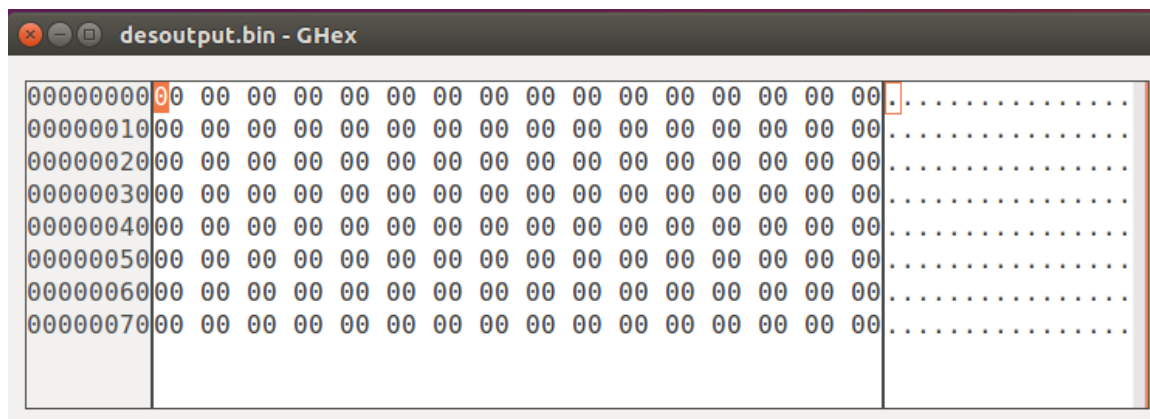 desoutput.bin - GHex
00000000 00 00 00 00 00 00 00 00 00 00 00 00 00 00 00 00 ................
00000010 00 00 00 00 00 00 00 00 00 00 00 00 00 00 00 00 ................
00000020 00 00 00 00 00 00 00 00 00 00 00 00 00 00 00 00 ................
00000030 00 00 00 00 00 00 00 00 00 00 00 00 00 00 00 00 ................
00000040 00 00 00 00 00 00 00 00 00 00 00 00 00 00 00 00 ................
00000050 00 00 00 00 00 00 00 00 00 00 00 00 00 00 00 00 ................
00000060 00 00 00 00 00 00 00 00 00 00 00 00 00 00 00 00 ................
00000070 00 00 00 00 00 00 00 00 00 00 00 00 00 00 00 00 ................